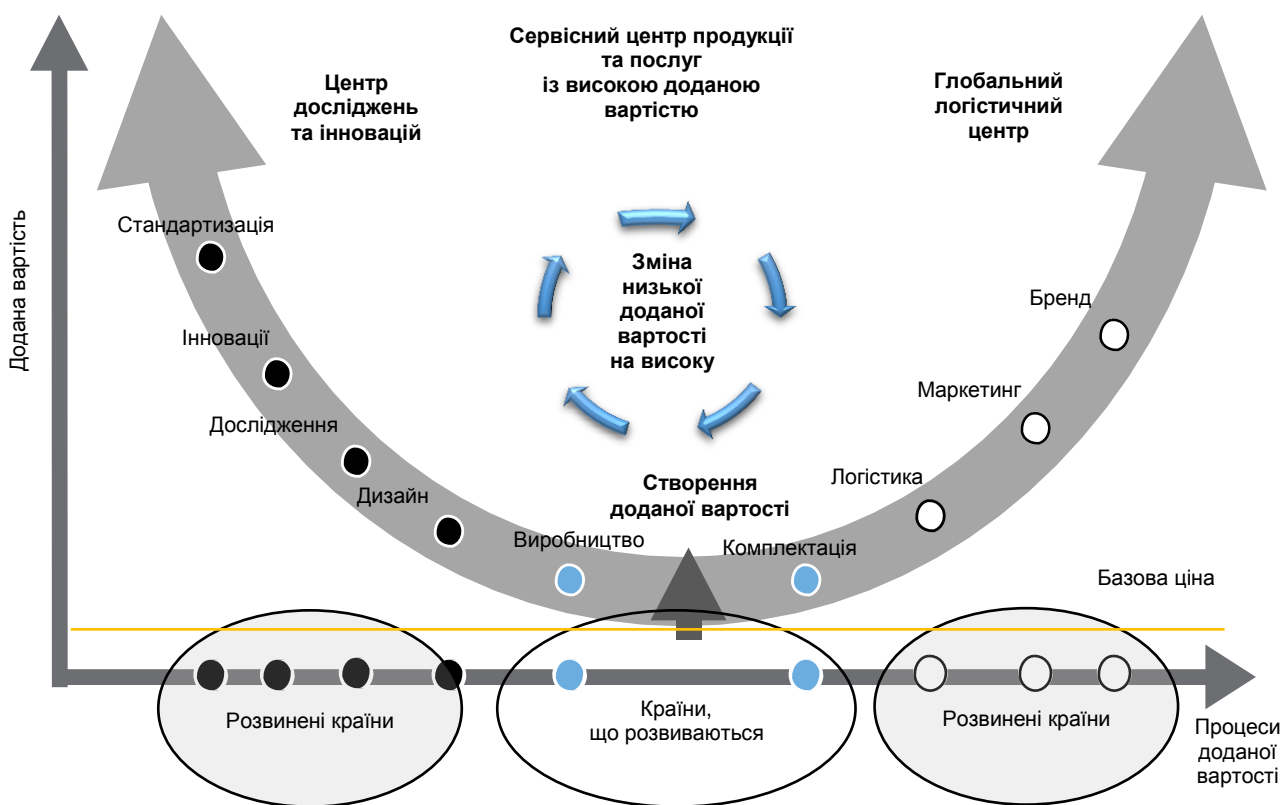 Сервісний центр продукції
та послуг
із високою доданою
вартістю
Центр
досліджень
та інновацій
Глобальний
логістичний
центр
Додана вартість
Стандартизація
Інновації
Дослідження
Дизайн
Виробництво
Зміна
низької
доданої
вартості
на високу
Створення
доданої вартості
Бренд
Маркетинг
Логістика
Комплектація
Базова ціна
Розвинені країни
Країни,
що розвиваються
Розвинені країни
Процеси
доданої
вартості